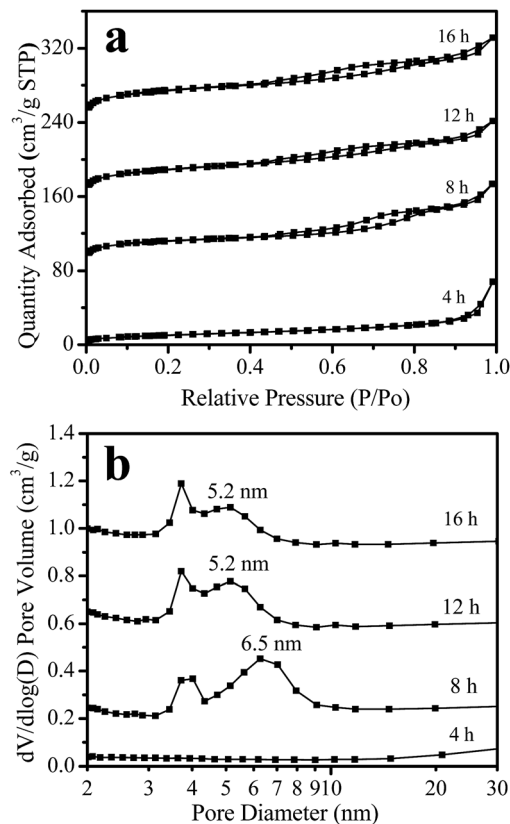 a
16 h
12 h
8 h
4 h
320
240
160
80
0
0.0 0.2 0.4 0.6 0.8 1.0
Quantity Adsorbed (cm³/g STP)
Relative Pressure (P/Po)
b
5.2 nm
16 h
5.2 nm
12 h
6.5 nm
8 h
4 h
1.4
1.2
1.0
0.8
0.6
0.4
0.2
0.0
2 3 4 5 6 7 8 9 10 20 30
dV/dlog(D) Pore Volume (cm³/g)
Pore Diameter (nm)